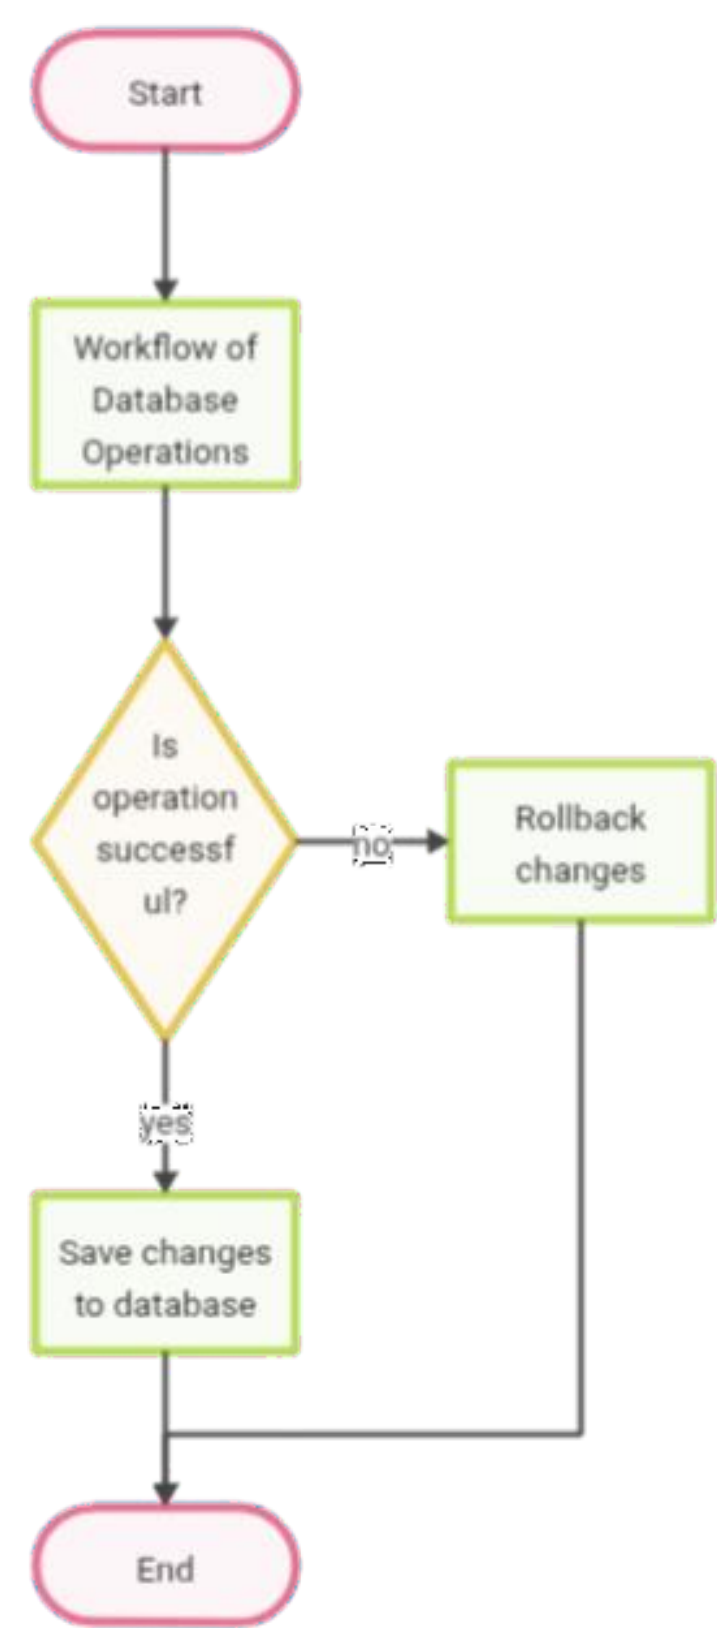 Start
Workflow of
Database
Operations
Is
operation
successf
ul?
no
Rollback
changes
yes
Save changes
to database
End